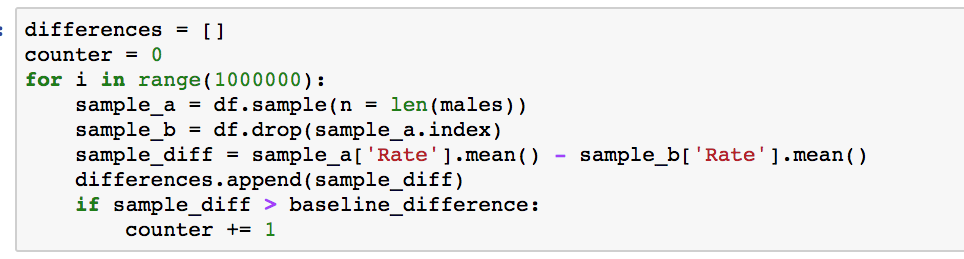 differences = []
counter = 0
for i in range(1000000):
    sample_a = df.sample(n = len(males))
    sample_b = df.drop(sample_a.index)
    sample_diff = sample_a['Rate'].mean() - sample_b['Rate'].mean()
    differences.append(sample_diff)
    if sample_diff > baseline_difference:
        counter += 1